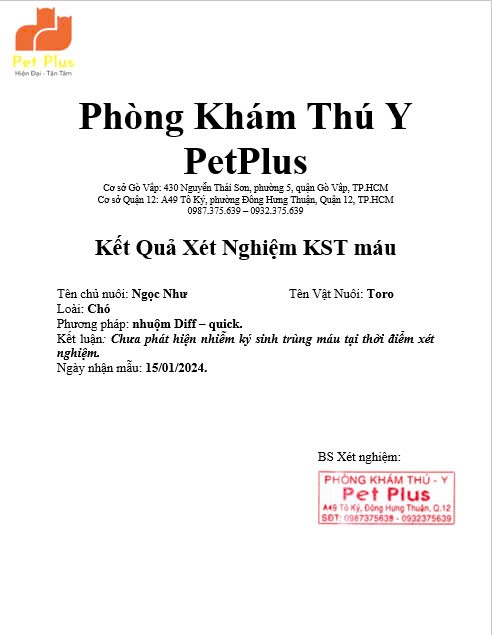 Pet Plus
Hiện Đại - Tận Tâm
Phòng Khám Thú Y
PetPlus
Cơ sở Gò Vấp: 430 Nguyễn Thái Sơn, phường 5, quận Gò Vấp, TP.HCM
Cơ sở Quận 12: A49 Tô Ký, phường Đông Hưng Thuận, Quận 12, TP.HCM
0987.375.639 – 0932.375.639
Kết Quả Xét Nghiệm KST máu
Tên chủ nuôi: Ngọc Như Tên Vật Nuôi: Toro
Loài: Chó
Phương pháp: nhuộm Diff – quick.
Kết luận: Chưa phát hiện nhiễm ký sinh trùng máu tại thời điểm xét
nghiệm.
Ngày nhận mẫu: 15/01/2024.
BS Xét nghiệm:
PHÒNG KHÁM THÚ - Y
Pet Plus
A49 Tô Ký, Đông Hưng Thuận, Q.12
SĐT: 0987375639 - 0932375639